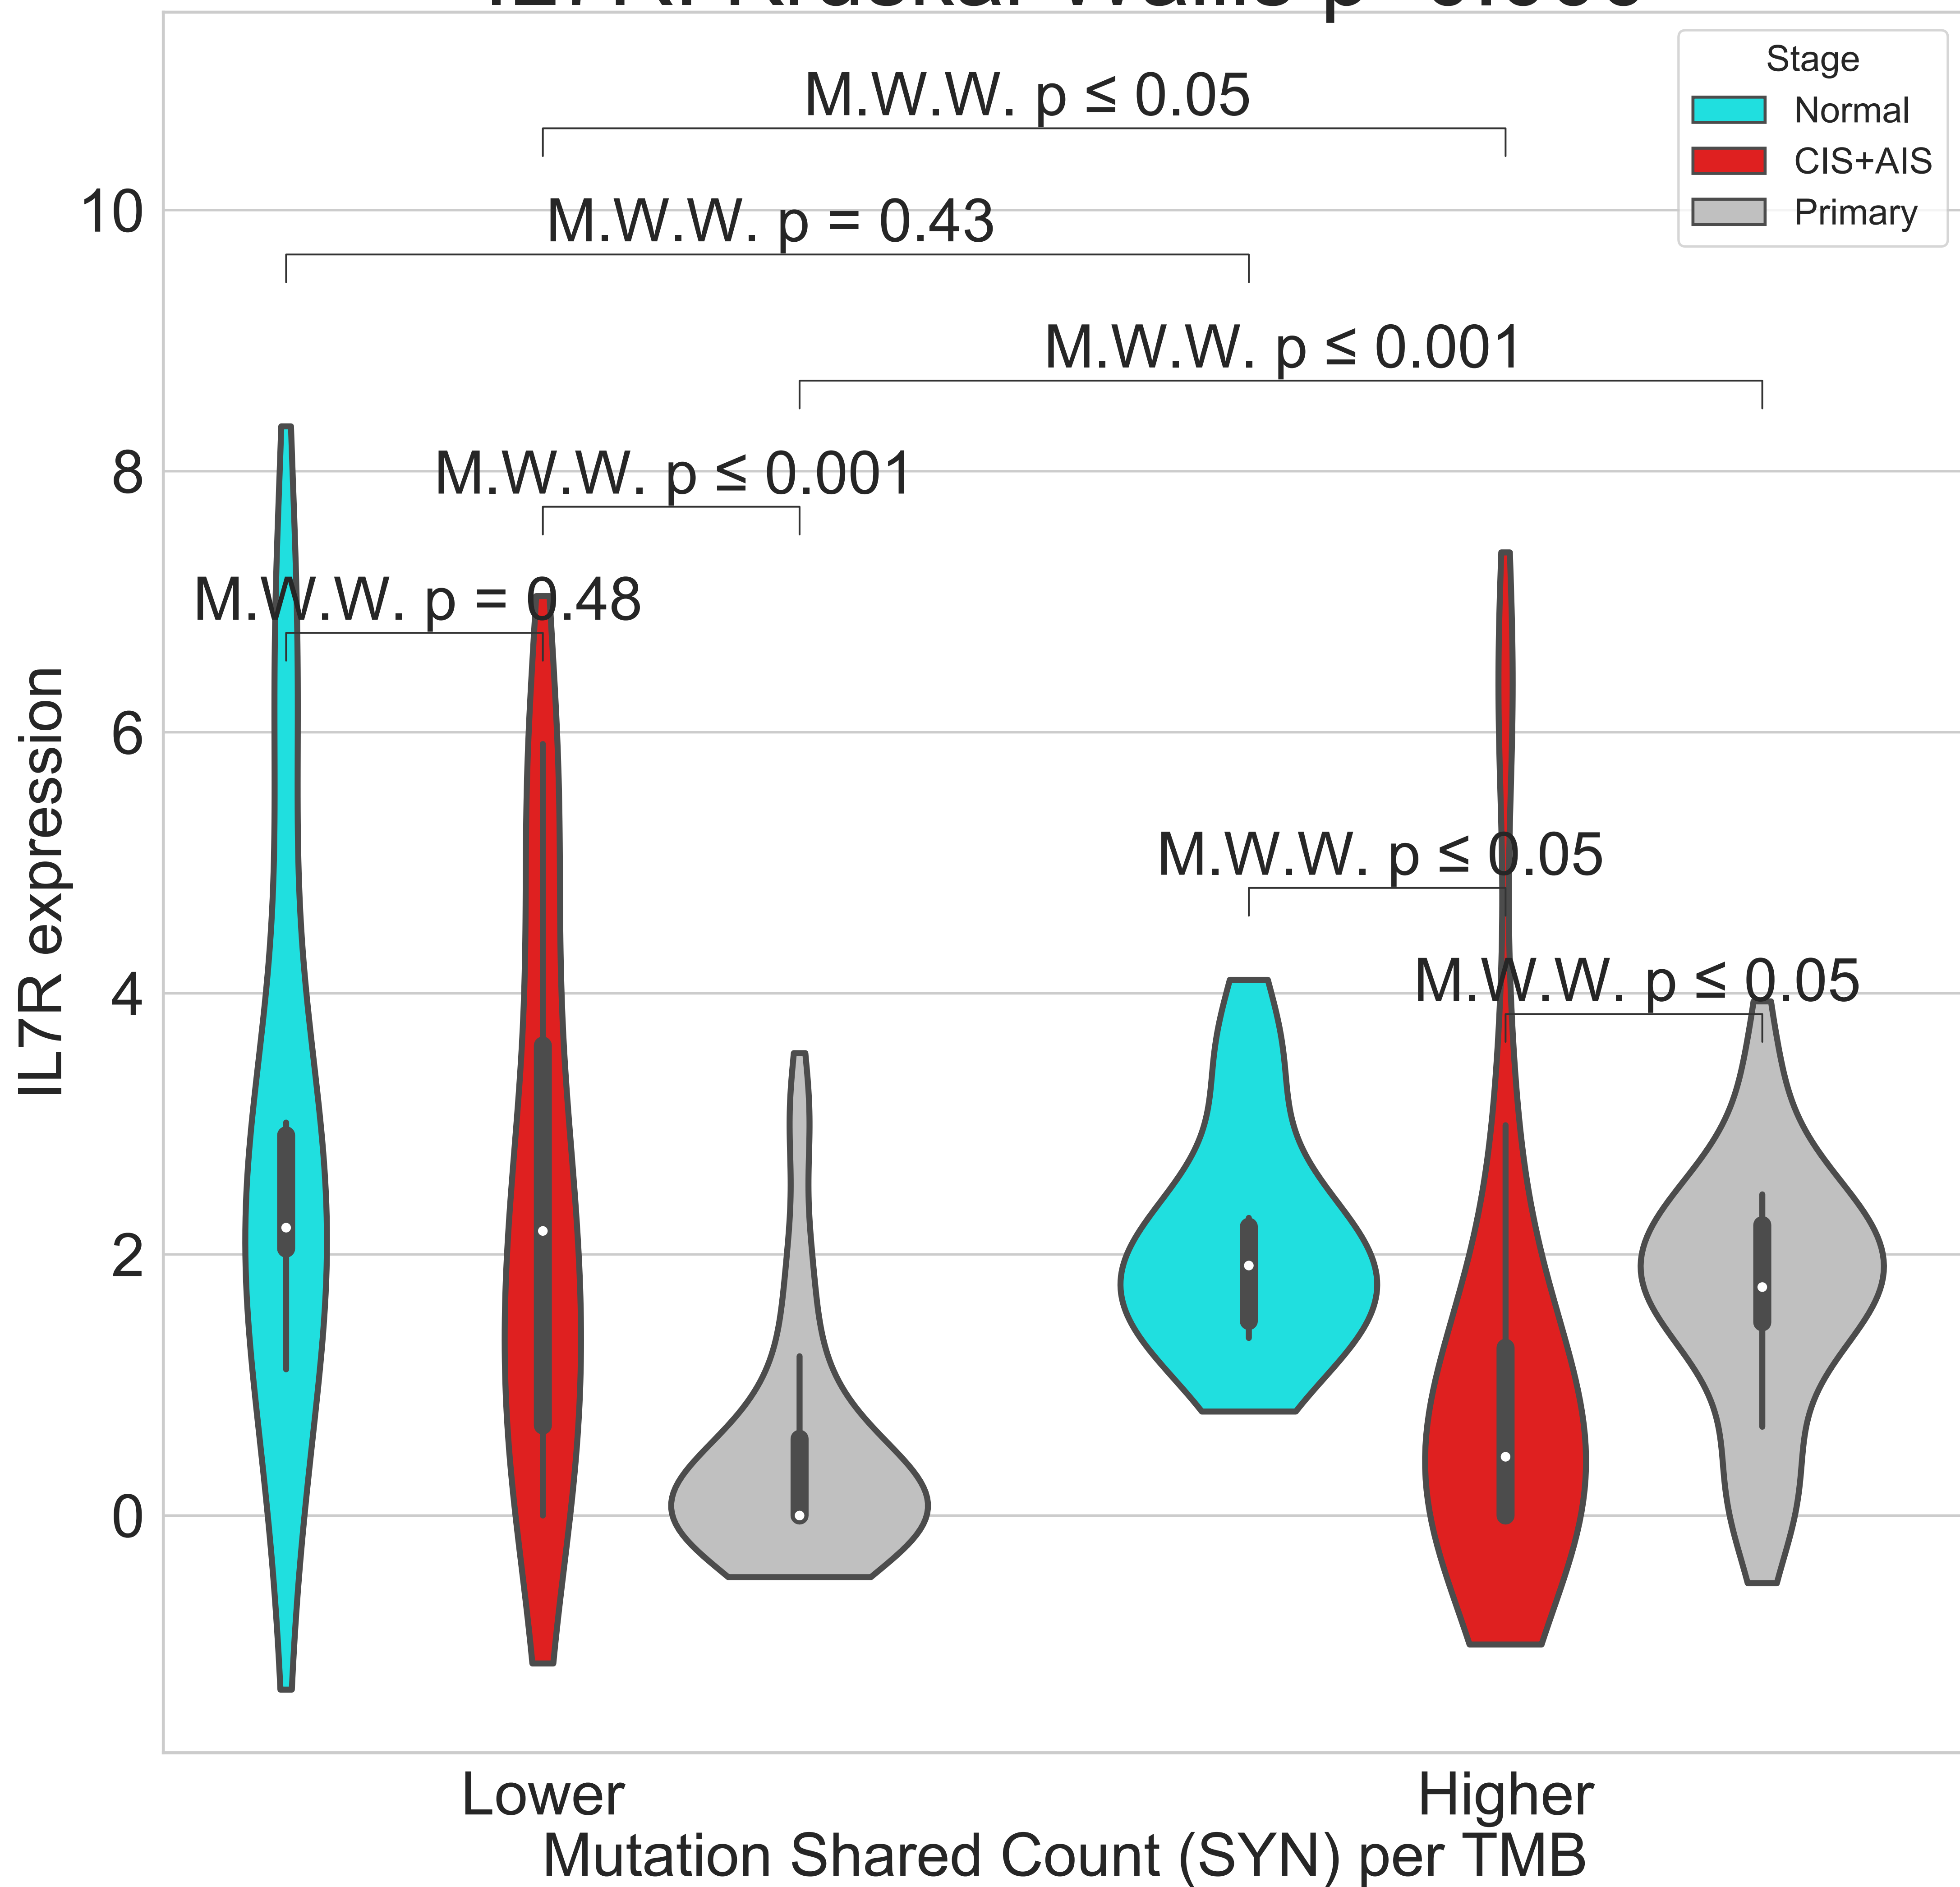 Stage
Normal
CIS+AIS
Primary
M.W.W. p ≤ 0.05
M.W.W. p = 0.43
M.W.W. p ≤ 0.001
M.W.W. p ≤ 0.001
M.W.W. p = 0.48
M.W.W. p ≤ 0.05
M.W.W. p ≤ 0.05
10
8
6
4
2
0
IL7R expression
Lower
Higher
Mutation Shared Count (SYN) per TMB